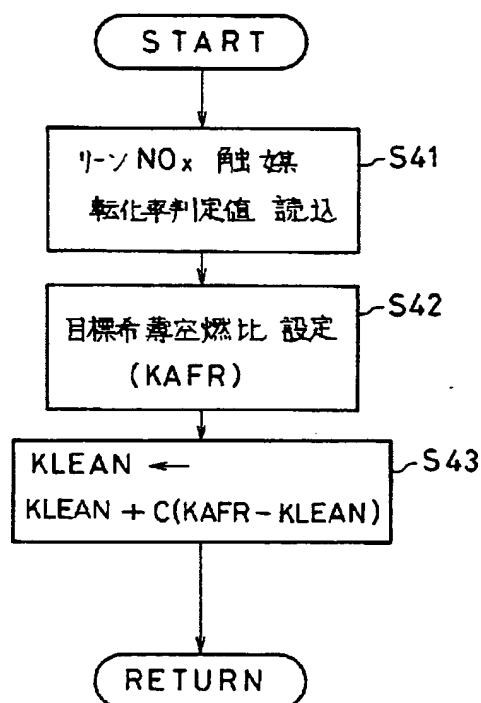 START
リーンNOx 触媒
転化率判定値 読込
S41
目標希薄空燃比 設定
(KAFR)
S42
KLEAN ←
KLEAN + C(KAFR-KLEAN)
S43
RETURN